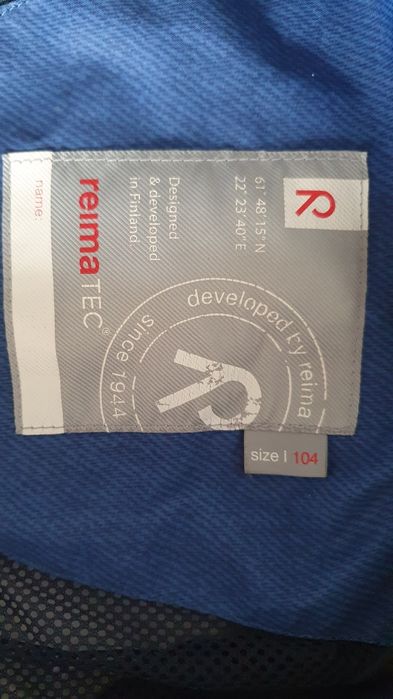 61° 48' 15" N
22° 23' 40" E
Designed
& developed
in Finland
reimaTEC®
name:
developed by reima
since 1944
size | 104